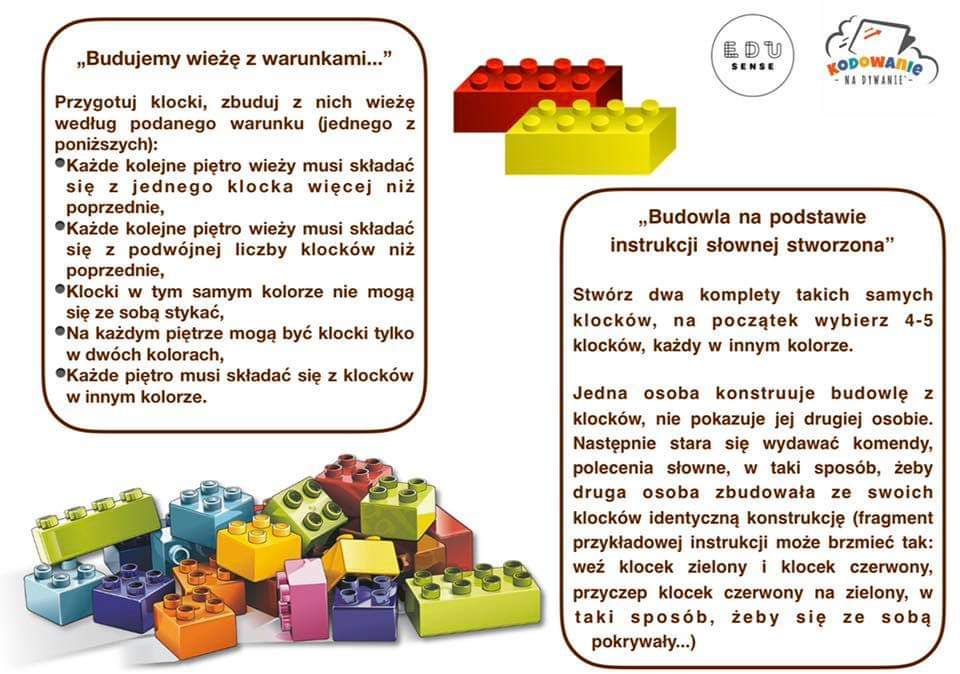 „Budujemy wieżę z warunkami...”
Przygotuj klocki, zbuduj z nich wieżę
według podanego warunku (jednego z
poniższych):
•Każde kolejne piętro wieży musi składać
się z jednego klocka więcej niż
poprzednie,
•Każde kolejne piętro wieży musi składać
się z podwójnej liczby klocków niż
poprzednie,
•Klocki w tym samym kolorze nie mogą
się ze sobą stykać,
•Na każdym piętrze mogą być klocki tylko
w dwóch kolorach,
•Każde piętro musi składać się z klocków
w innym kolorze.
EDU
SENSE
KODOWANIE
- NA DYWANIE -
„Budowla na podstawie
instrukcji słownej stworzona”
Stwórz dwa komplety takich samych
klocków, na początek wybierz 4-5
klocków, każdy w innym kolorze.
Jedna osoba konstruuje budowlę z
klocków, nie pokazuje jej drugiej osobie.
Następnie stara się wydawać komendy,
polecenia słowne, w taki sposób, żeby
druga osoba zbudowała ze swoich
klocków identyczną konstrukcję (fragment
przykładowej instrukcji może brzmieć tak:
weź klocek zielony i klocek czerwony,
przyczep klocek czerwony na zielony, w
taki sposób, żeby się ze sobą
pokrywały...)